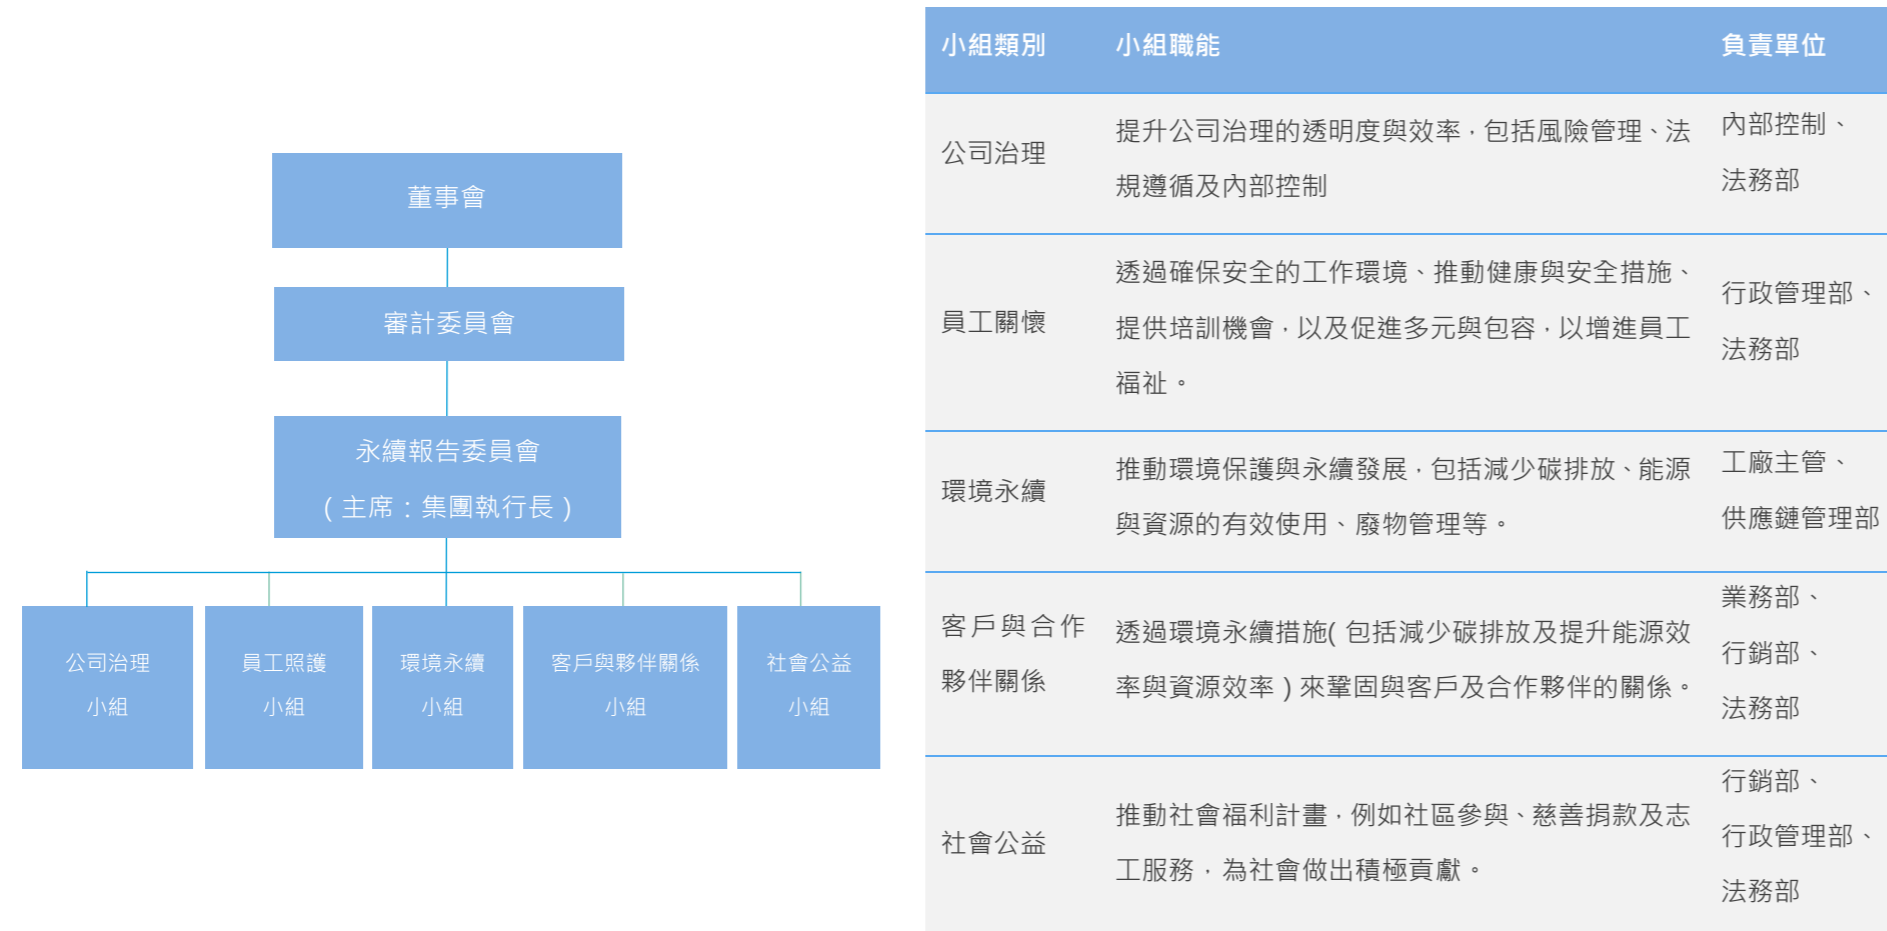 董事會
審計委員會
永續報告委員會
(主席：集團執行長)
公司治理
小組
員工照護
小組
環境永續
小組
客戶與夥伴關係
小組
社會公益
小組
小組類別 小組職能 負責單位
公司治理
提升公司治理的透明度與效率，包括風險管理、法
規遵循及內部控制
內部控制、
法務部
員工關懷
透過確保安全的工作環境、推動健康與安全措施、
提供培訓機會，以及促進多元與包容，以增進員工
福祉。
行政管理部、
法務部
環境永續
推動環境保護與永續發展，包括減少碳排放、能源
與資源的有效使用、廢物管理等。
工廠主管、
供應鏈管理部
客戶與合作
夥伴關係
透過環境永續措施(包括減少碳排放及提升能源效
率與資源效率)來鞏固與客戶及合作夥伴的關係。
業務部、
行銷部、
法務部
社會公益
推動社會福利計畫，例如社區參與、慈善捐款及志
工服務，為社會做出積極貢獻。
行銷部、
行政管理部、
法務部